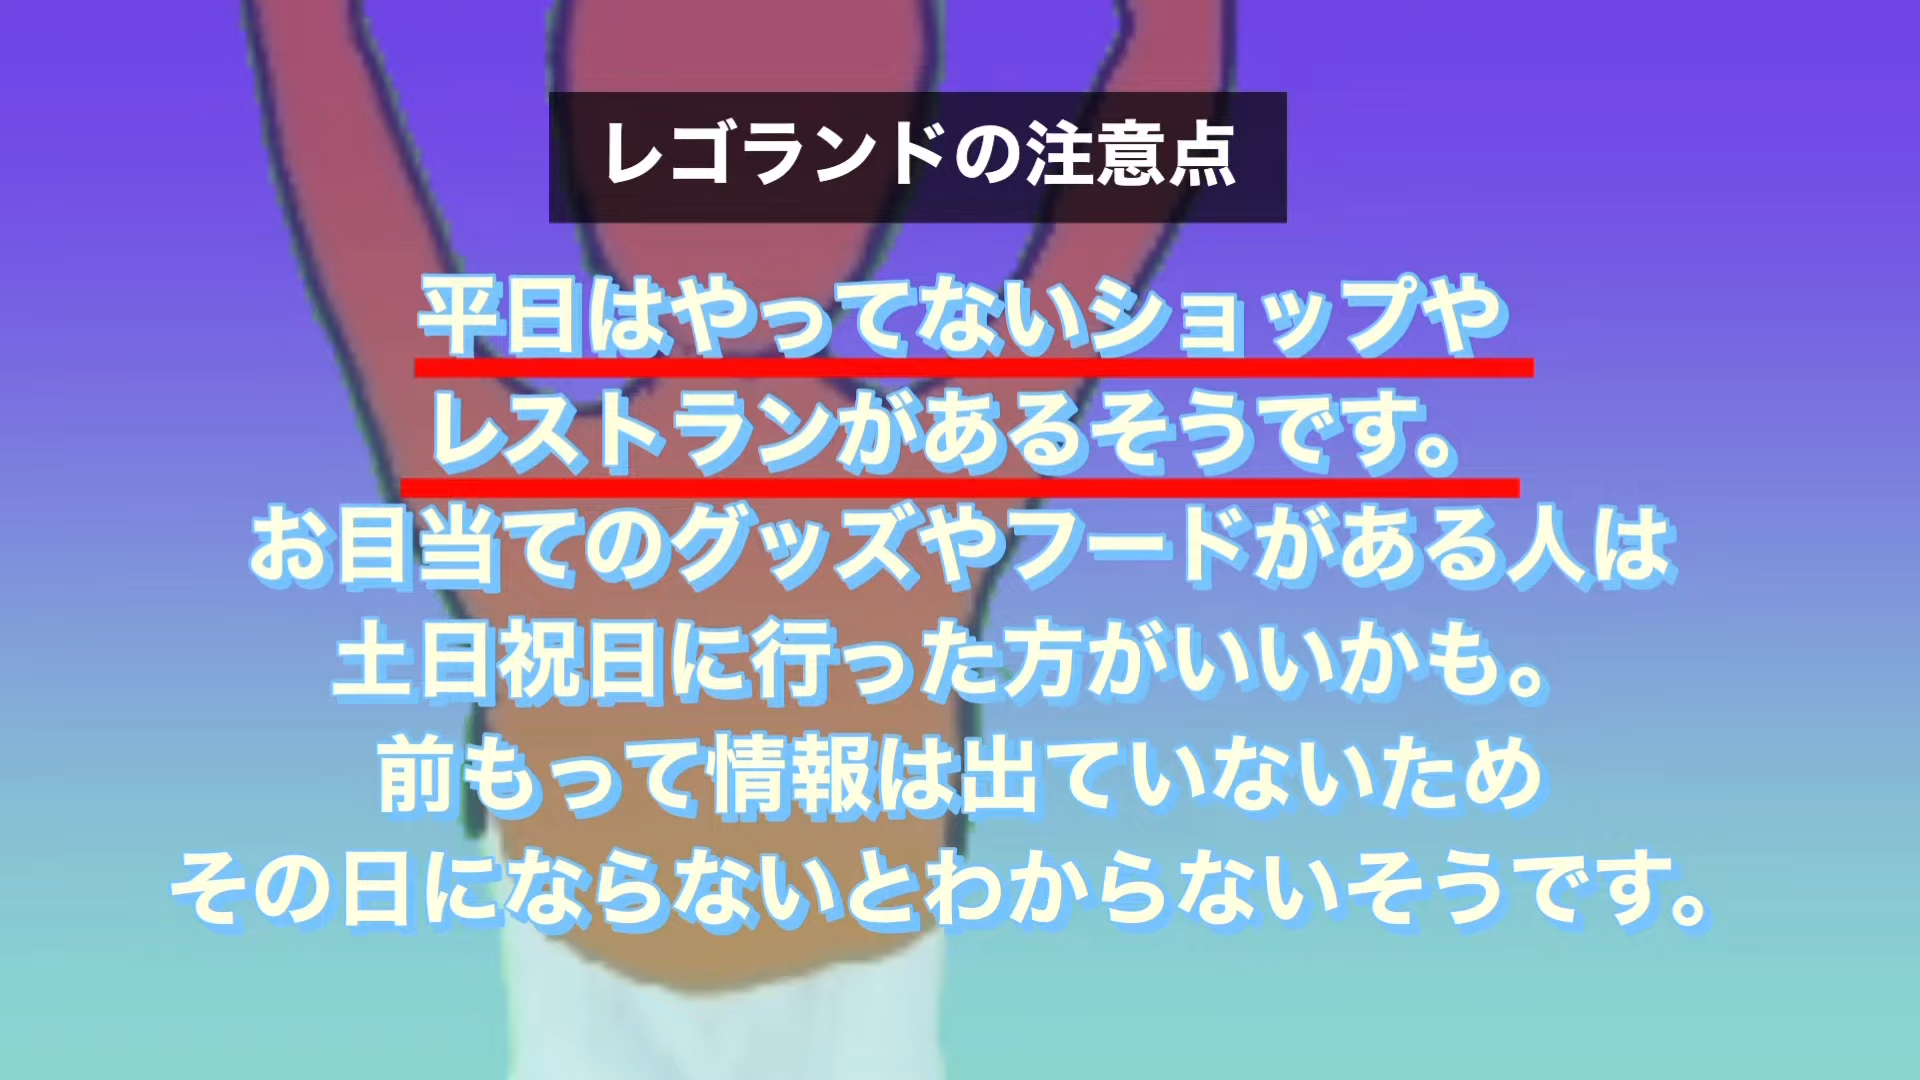 レゴランドの注意点
平日はやってないショップや
レストランがあるそうです。
お目当てのグッズやフードがある人は
土日祝日に行った方がいいかも。
前もって情報は出ていないため
その日にならないとわからないそうです。